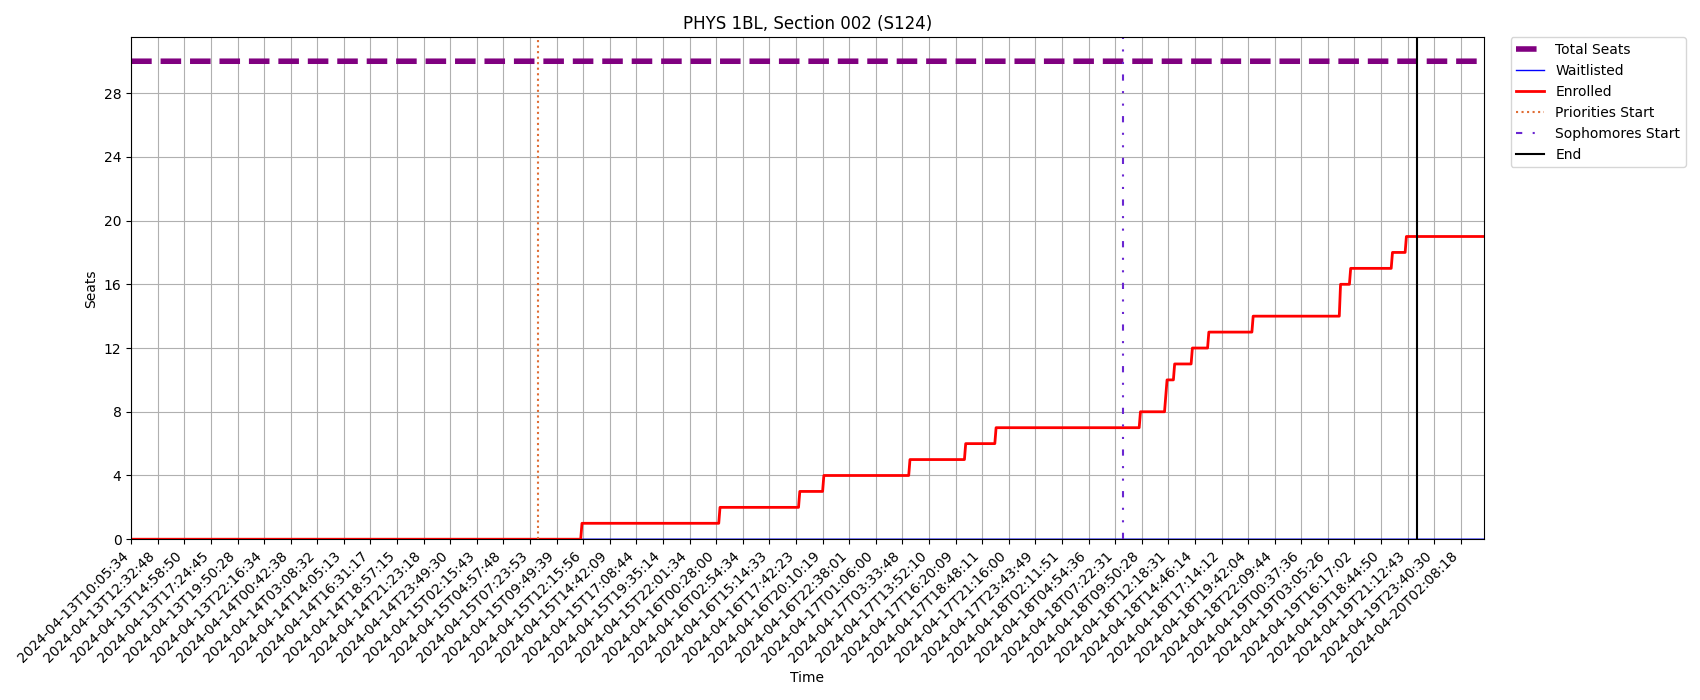 PHYS 1BL, Section 002 (S124)
Total Seats
Waitlisted
Enrolled
Priorities Start
Sophomores Start
End
Seats
28
24
20
16
12
8
4
0
2024-04-13T10:05:34
2024-04-13T12:32:48
2024-04-13T14:58:50
2024-04-13T17:24:45
2024-04-13T19:50:28
2024-04-13T22:16:34
2024-04-14T00:42:38
2024-04-14T03:08:32
2024-04-14T14:05:13
2024-04-14T16:31:17
2024-04-14T18:57:15
2024-04-14T21:23:18
2024-04-14T23:49:30
2024-04-15T02:15:43
2024-04-15T04:57:48
2024-04-15T07:23:53
2024-04-15T09:49:39
2024-04-15T12:15:56
2024-04-15T14:42:09
2024-04-15T17:08:44
2024-04-15T19:35:14
2024-04-15T22:01:34
2024-04-16T00:28:00
2024-04-16T02:54:34
2024-04-16T15:14:33
2024-04-16T17:42:23
2024-04-16T20:10:19
2024-04-16T22:38:01
2024-04-17T01:06:00
2024-04-17T03:33:48
2024-04-17T13:52:10
2024-04-17T16:20:09
2024-04-17T18:48:11
2024-04-17T21:16:00
2024-04-17T23:43:49
2024-04-18T02:11:51
2024-04-18T04:54:36
2024-04-18T07:22:31
2024-04-18T09:50:28
2024-04-18T12:18:31
2024-04-18T14:46:14
2024-04-18T17:14:12
2024-04-18T19:42:04
2024-04-18T22:09:44
2024-04-19T00:37:36
2024-04-19T03:05:26
2024-04-19T16:17:02
2024-04-19T18:44:50
2024-04-19T21:12:43
2024-04-19T23:40:30
2024-04-20T02:08:18
Time